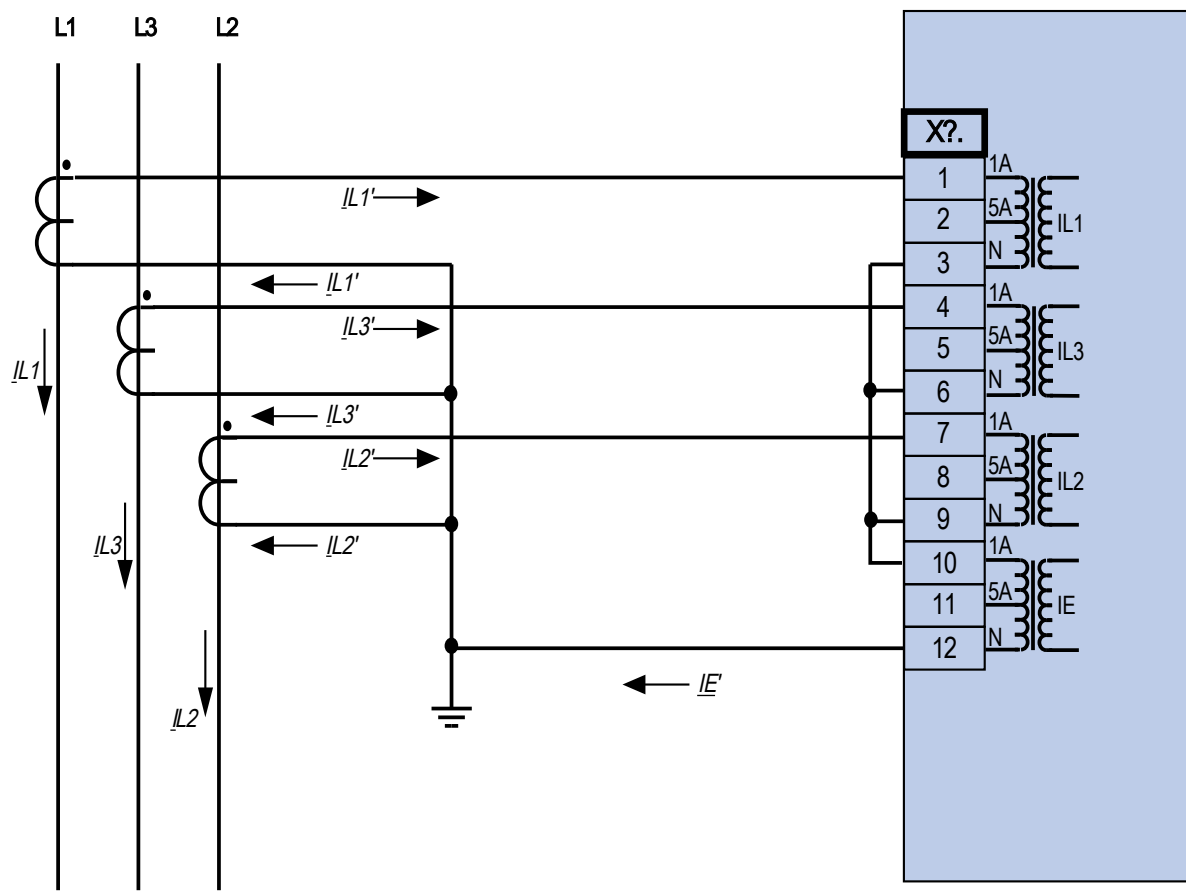 L1 L3 L2
X?.
1 1A
IL1'
2 5A IL1
3 N
IL1'
4 1A
IL3'
5 5A IL3
IL1
6 N
IL3'
7 1A
IL2'
8 5A IL2
9 N
IL3
IL2'
10 1A
11 5A IE
12 N
IE'
IL2